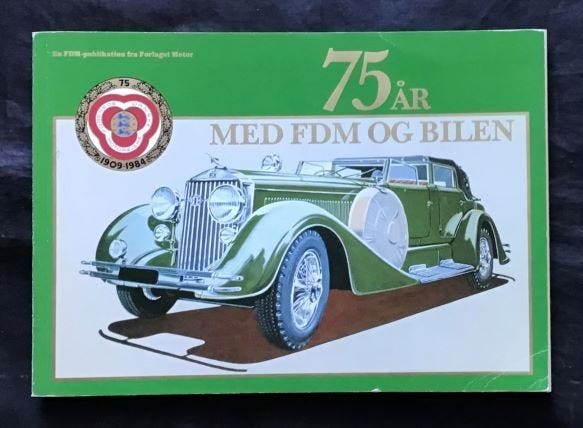 En FDM-publikation fra Forlaget Motor
75 ÅR
MED FDM OG BILEN
75
1909-1984